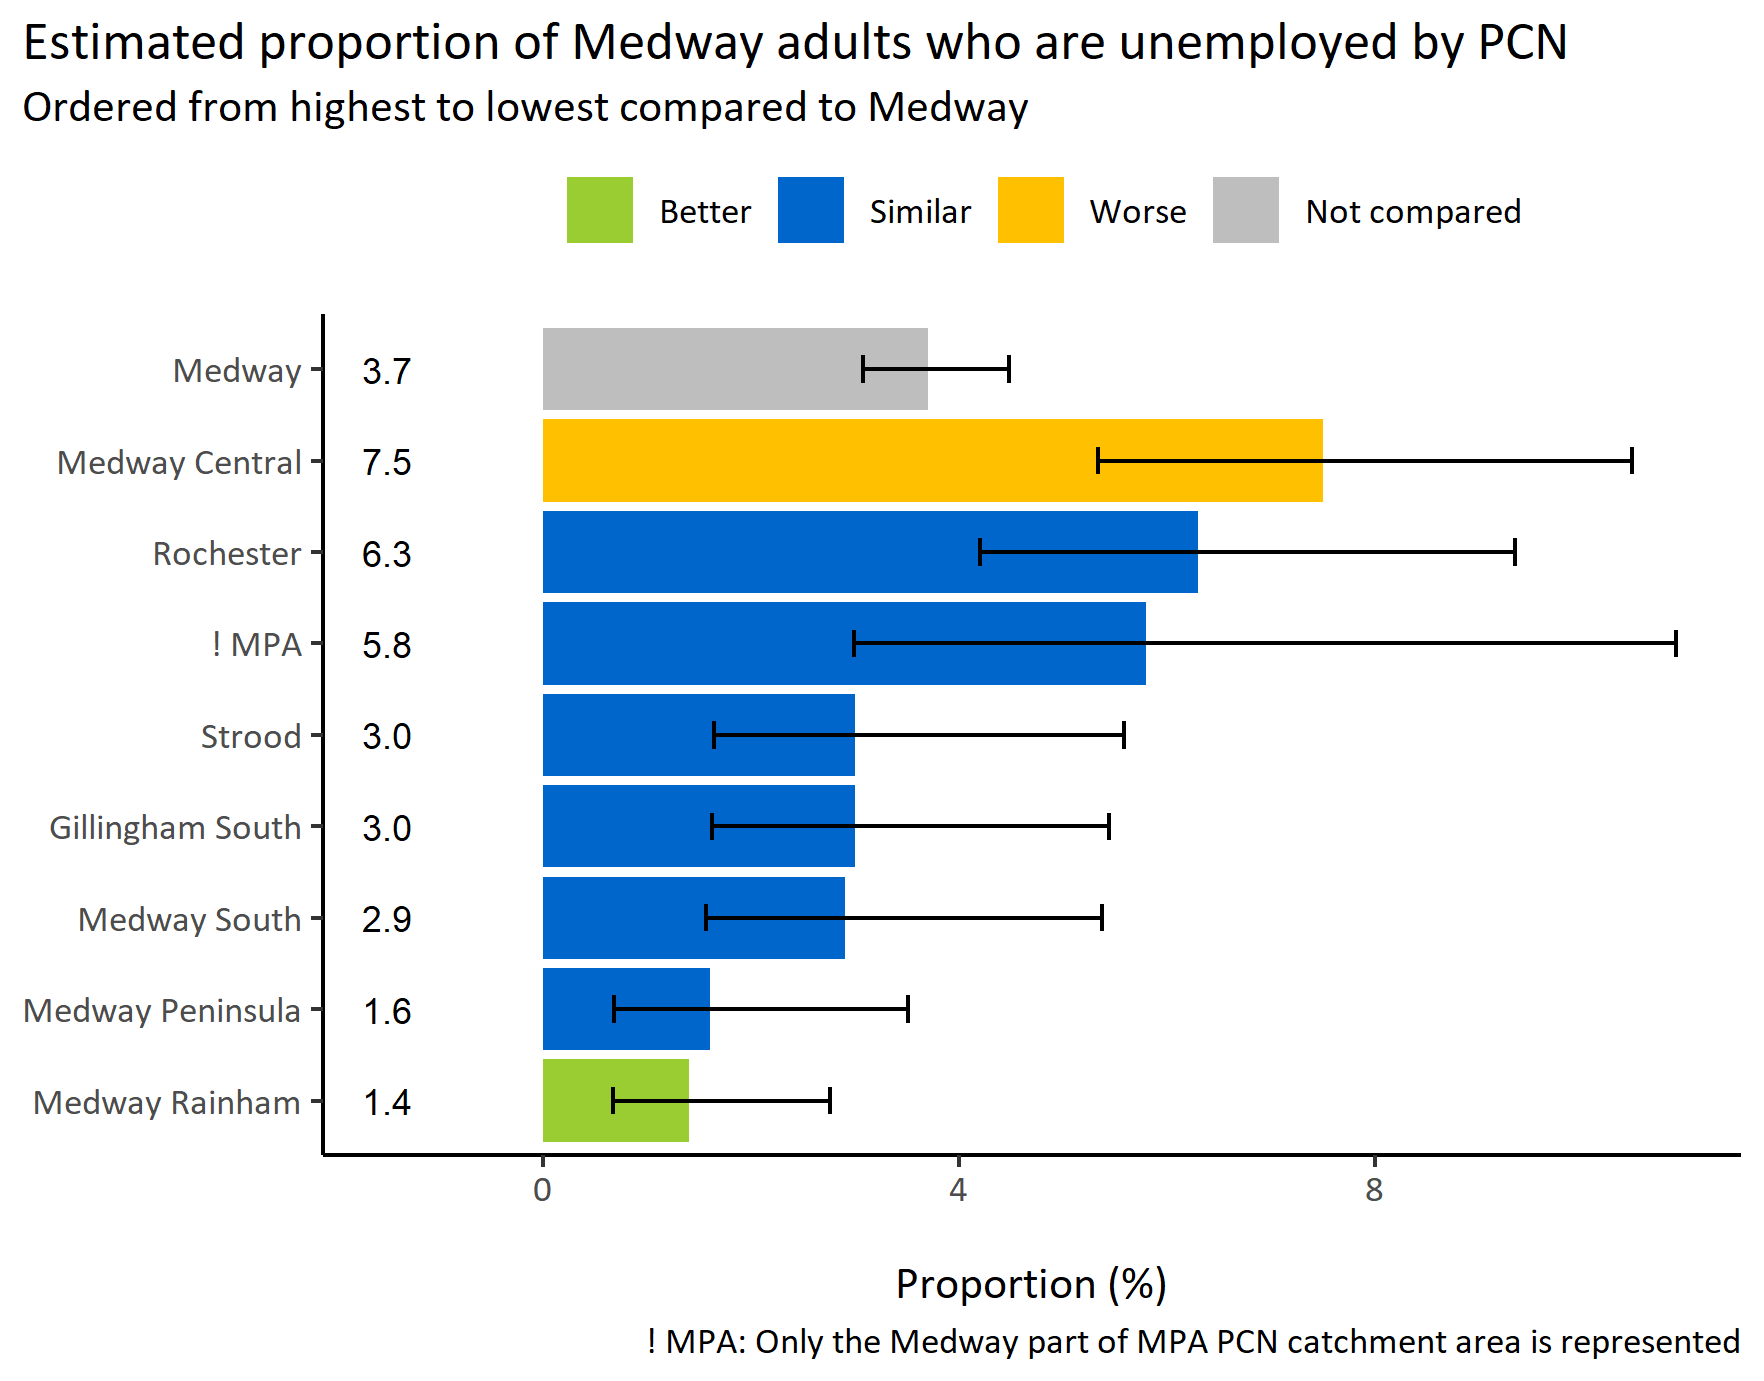 Estimated proportion of Medway adults who are unemployed by PCN
Ordered from highest to lowest compared to Medway
Better Similar Worse Not compared
Medway 3.7
Medway Central 7.5
Rochester 6.3
! MPA 5.8
Strood 3.0
Gillingham South 3.0
Medway South 2.9
Medway Peninsula 1.6
Medway Rainham 1.4
0 4 8
Proportion (%)
! MPA: Only the Medway part of MPA PCN catchment area is represented